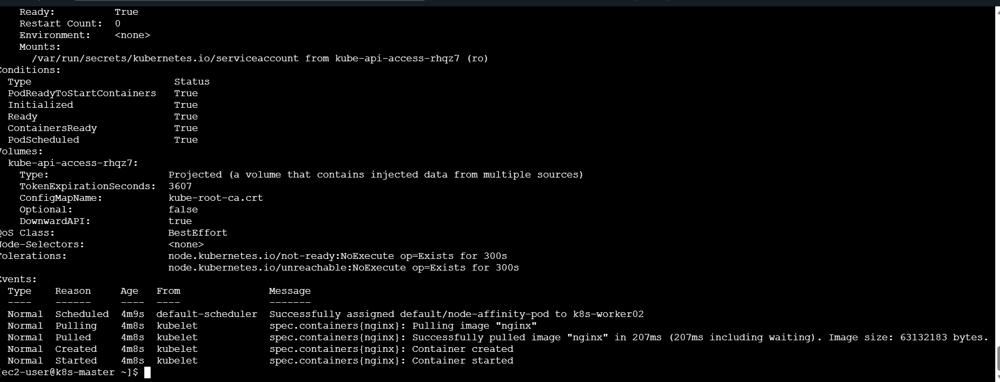 Ready: True
Restart Count: 0
Environment: <none>
Mounts:
/var/run/secrets/kubernetes.io/serviceaccount from kube-api-access-rhqz7 (ro)
Conditions:
Type Status
PodReadyToStartContainers True
Initialized True
Ready True
ContainersReady True
PodScheduled True
Volumes:
kube-api-access-rhqz7:
Type: Projected (a volume that contains injected data from multiple sources)
TokenExpirationSeconds: 3607
ConfigMapName: kube-root-ca.crt
Optional: false
DownwardAPI: true
QoS Class: BestEffort
Node-Selectors: <none>
Tolerations: node.kubernetes.io/not-ready:NoExecute op=Exists for 300s
node.kubernetes.io/unreachable:NoExecute op=Exists for 300s
Events:
Type Reason Age From Message
---- ------ ---- ---- -------
Normal Scheduled 4m9s default-scheduler Successfully assigned default/node-affinity-pod to k8s-worker02
Normal Pulling 4m8s kubelet spec.containers{nginx}: Pulling image "nginx"
Normal Pulled 4m8s kubelet spec.containers{nginx}: Successfully pulled image "nginx" in 207ms (207ms including waiting). Image size: 63132183 bytes.
Normal Created 4m8s kubelet spec.containers{nginx}: Container created
Normal Started 4m8s kubelet spec.containers{nginx}: Container started
[ec2-user@k8s-master ~]$